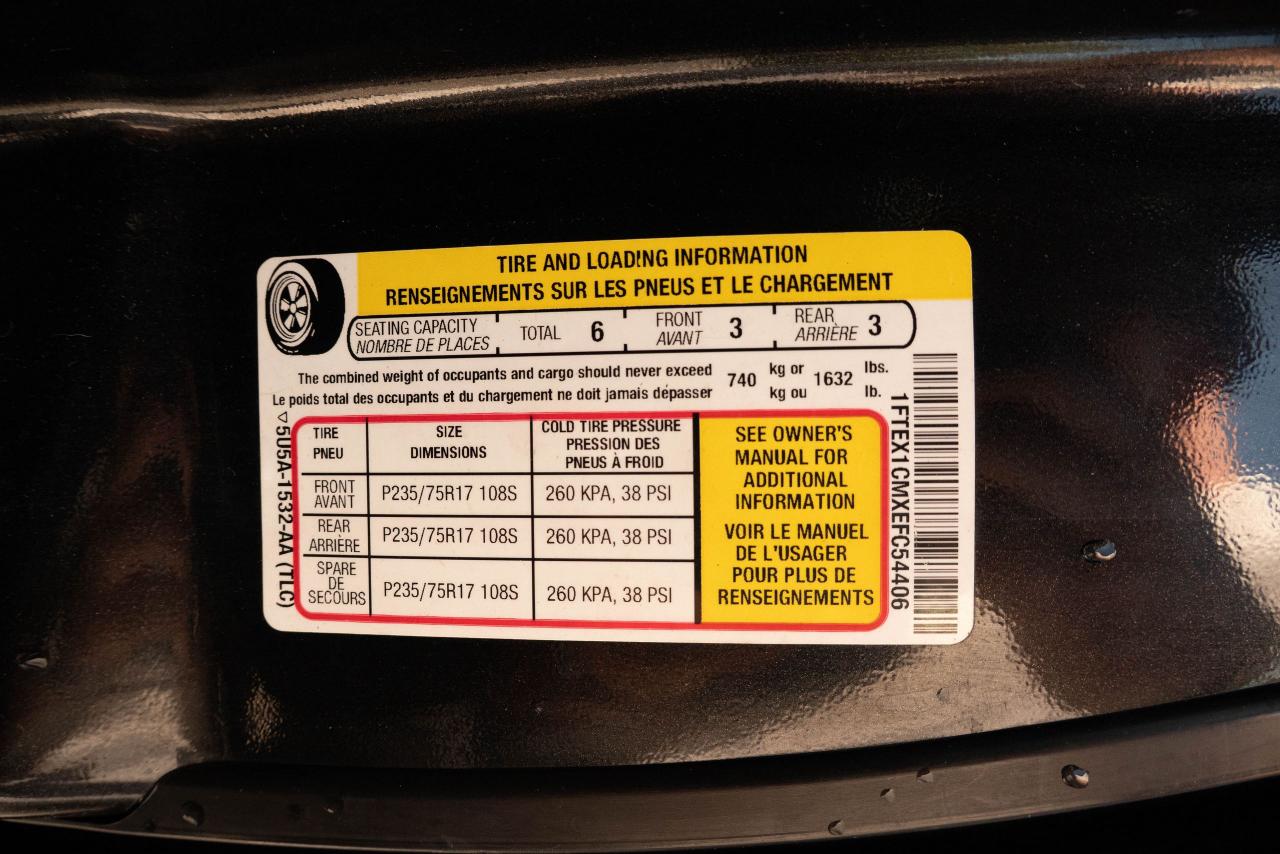 TIRE AND LOADING INFORMATION
RENSEIGNEMENTS SUR LES PNEUS ET LE CHARGEMENT
SEATING CAPACITY
NOMBRE DE PLACES
TOTAL 6
FRONT
AVANT
3
REAR
ARRIÈRE
3
The combined weight of occupants and cargo should never exceed
Le poids total des occupants et du chargement ne doit jamais dépasser
740
kg or
kg ou
1632
lbs.
lb.
TIRE
PNEU
SIZE
DIMENSIONS
COLD TIRE PRESSURE
PRESSION DES
PNEUS À FROID
FRONT
AVANT
P235/75R17 108S
260 KPA, 38 PSI
REAR
ARRIÈRE
P235/75R17 108S
260 KPA, 38 PSI
SPARE
DE
SECOURS
P235/75R17 108S
260 KPA, 38 PSI
SEE OWNER'S
MANUAL FOR
ADDITIONAL
INFORMATION
VOIR LE MANUEL
DE L'USAGER
POUR PLUS DE
RENSEIGNEMENTS
5U5A-1532-AA (TLC)
1FTEX1CMXEFC54406